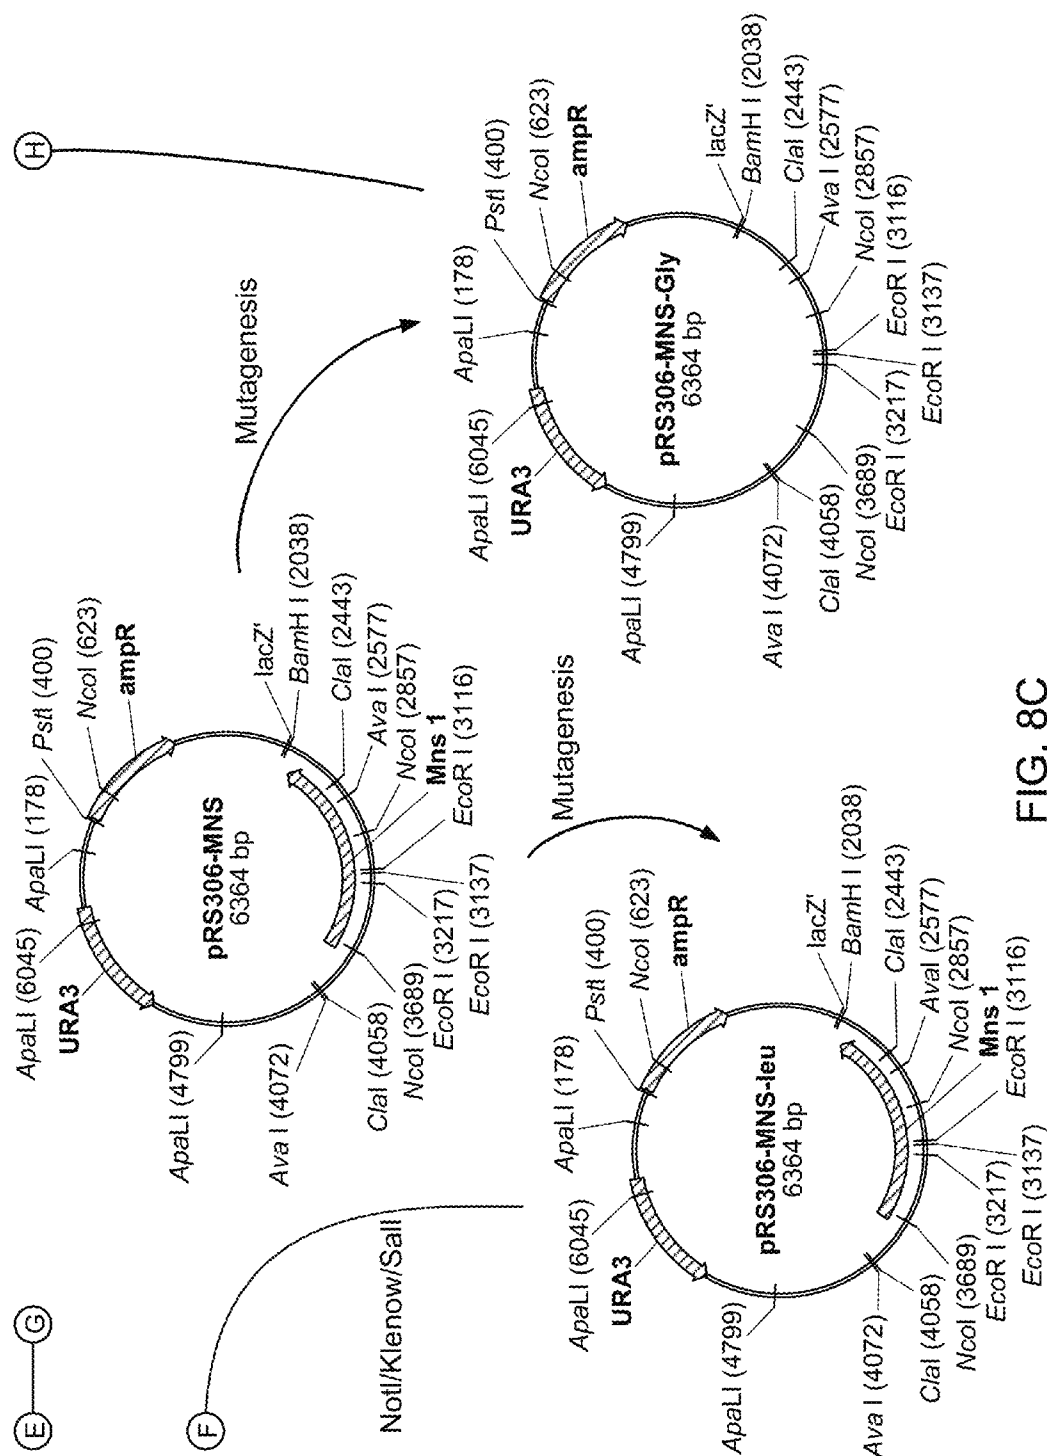 E
G
F
H
NotI/Klenow/SalI
Mutagenesis
Mutagenesis
pRS306-MNS
6364 bp
ApaLI (178)
PstI (400)
NcoI (623)
ampR
lacZ'
BamH I (2038)
ClaI (2443)
Ava I (2577)
NcoI (2857)
Mns 1
EcoR I (3116)
EcoR I (3137)
EcoR I (3217)
NcoI (3689)
ClaI (4058)
Ava I (4072)
ApaLI (4799)
URA3
ApaLI (6045)
pRS306-MNS-leu
6364 bp
ApaLI (178)
PstI (400)
NcoI (623)
ampR
lacZ'
BamH I (2038)
ClaI (2443)
AvaI (2577)
NcoI (2857)
Mns 1
EcoR I (3116)
EcoR I (3137)
EcoR I (3217)
NcoI (3689)
ClaI (4058)
Ava I (4072)
ApaLI (4799)
URA3
ApaLI (6045)
pRS306-MNS-Gly
6364 bp
ApaLI (178)
PstI (400)
NcoI (623)
ampR
lacZ'
BamH I (2038)
ClaI (2443)
Ava I (2577)
NcoI (2857)
EcoR I (3116)
EcoR I (3137)
EcoR I (3217)
NcoI (3689)
ClaI (4058)
Ava I (4072)
ApaLI (4799)
URA3
ApaLI (6045)
FIG. 8C